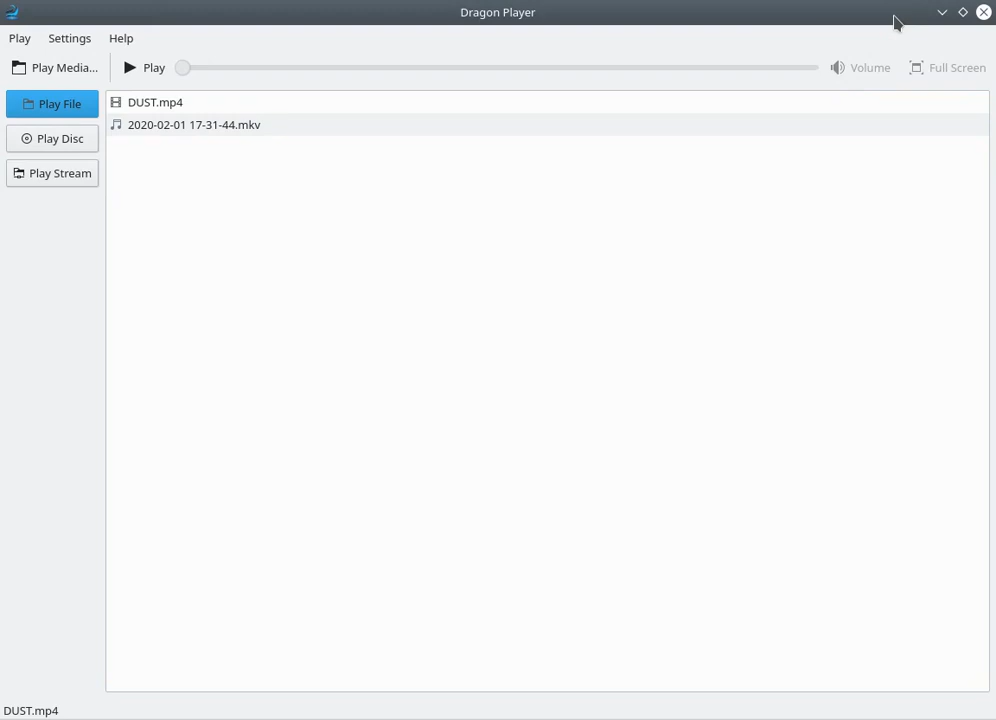 Dragon Player
Play Settings Help
Play Media... Play Volume Full Screen
Play File
Play Disc
Play Stream
DUST.mp4
2020-02-01 17-31-44.mkv
DUST.mp4